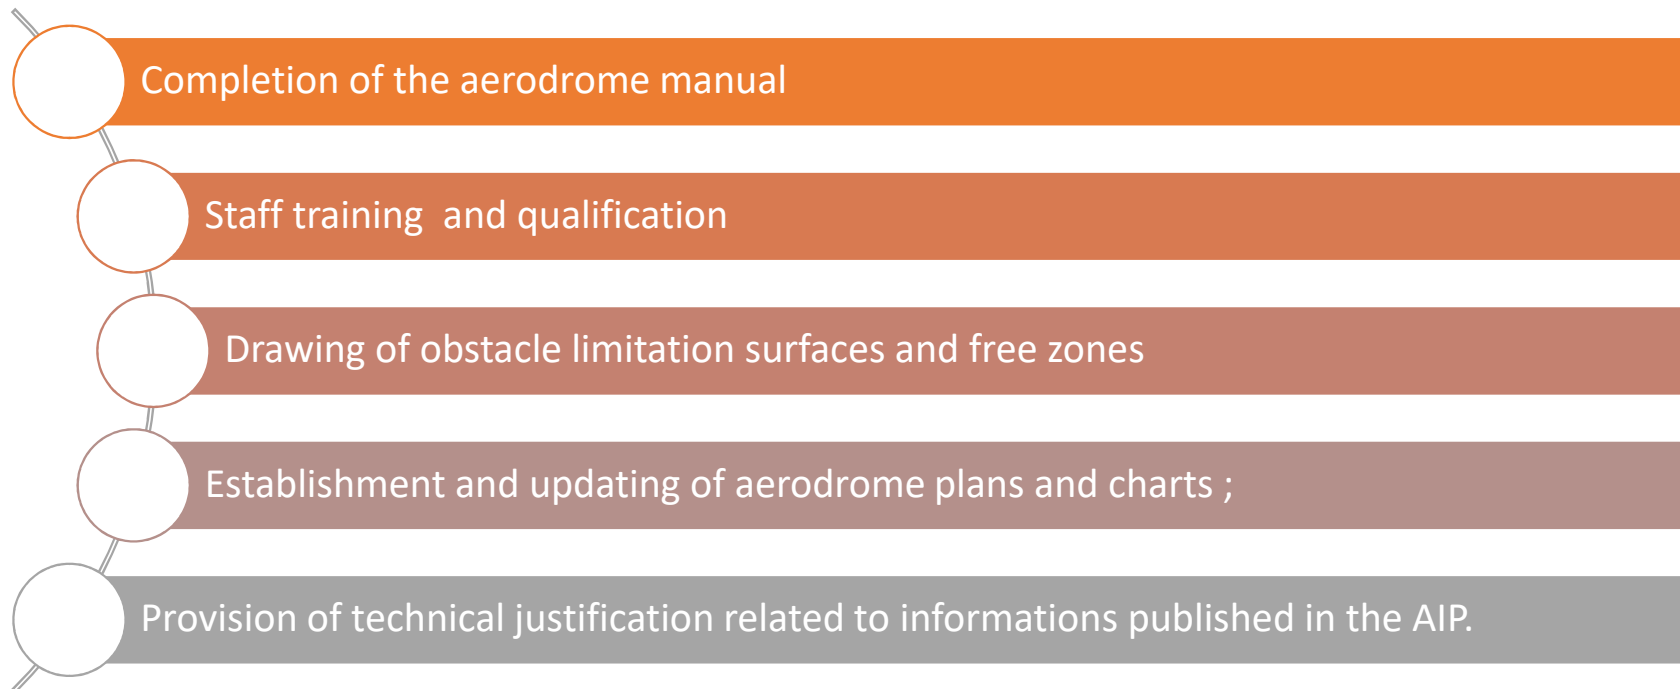 Completion of the aerodrome manual
Staff training  and qualification
Drawing of obstacle limitation surfaces and free zones
Establishment and updating of aerodrome plans and charts ;
Provision of technical justification related to informations published in the AIP.